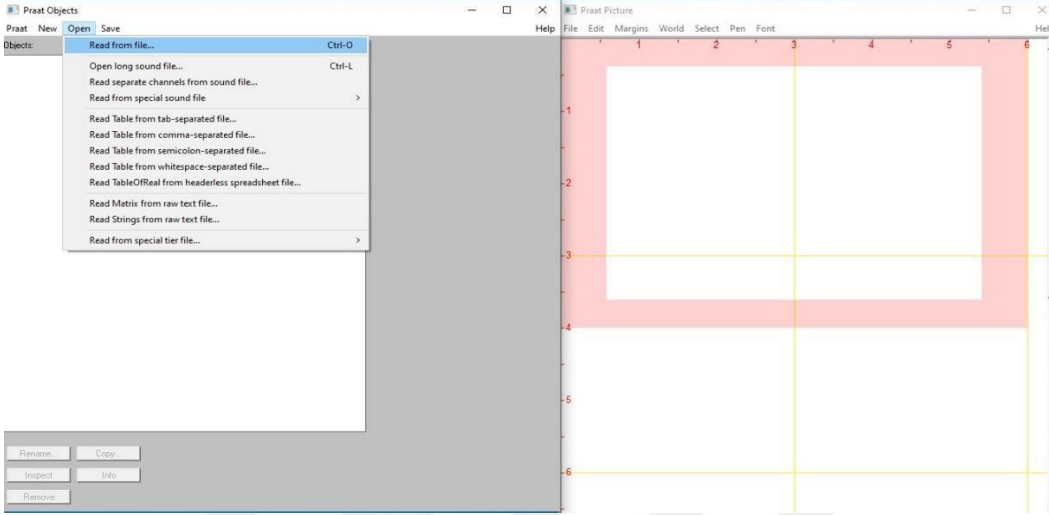 Praat Objects
Praat New Open Save Help
Objects:
Read from file... Ctrl-O
Open long sound file... Ctrl-L
Read separate channels from sound file...
Read from special sound file >
Read Table from tab-separated file...
Read Table from comma-separated file...
Read Table from semicolon-separated file...
Read Table from whitespace-separated file...
Read TableOfReal from headerless spreadsheet file...
Read Matrix from raw text file...
Read Strings from raw text file...
Read from special tier file... >
Rename... Copy...
Inspect Info
Remove
Praat Picture
File Edit Margins World Select Pen Font Hel
1 2 3 4 5 6
1
2
3
4
5
6